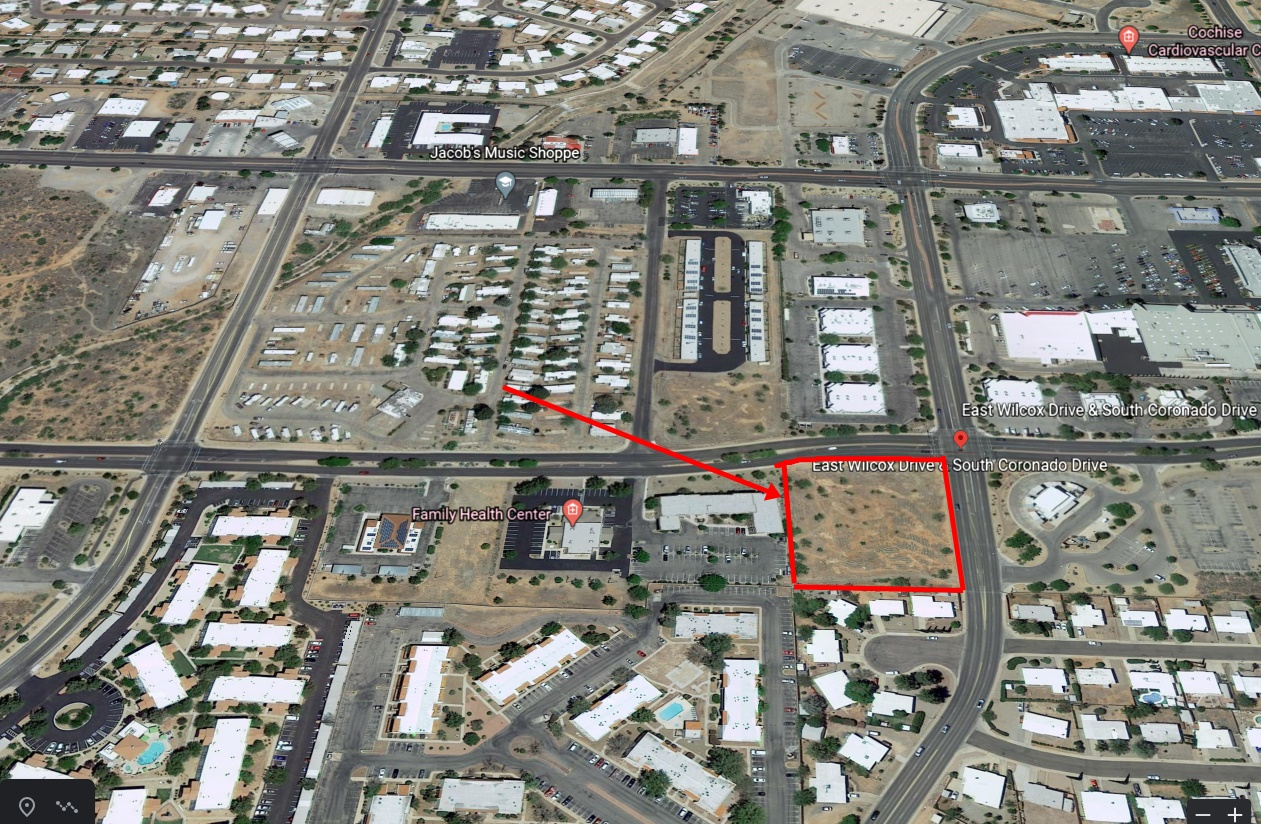 Cochise
Cardiovascular C
Jacob's Music Shoppe
East Wilcox Drive & South Coronado Drive
East Wilcox Drive & South Coronado Drive
Family Health Center